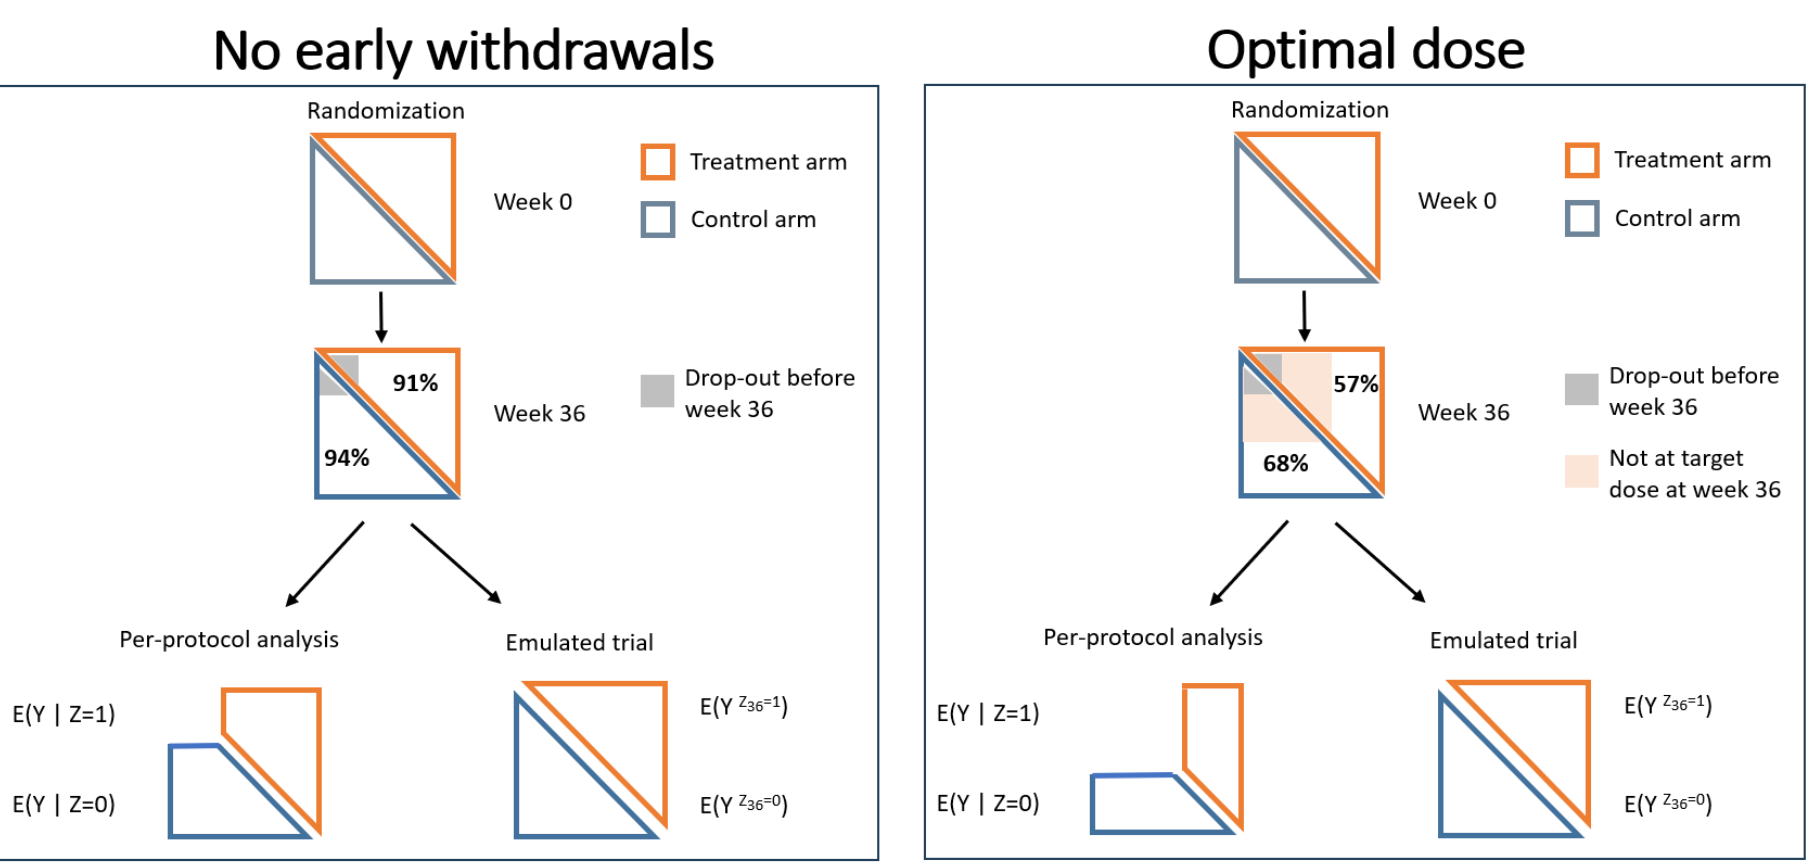 No early withdrawals
Randomization
Treatment arm
Week 0
Control arm
91%
Drop-out before
week 36
Week 36
94%
Per-protocol analysis
Emulated trial
E(Y | Z=1)
E(Y Z36=1)
E(Y | Z=0)
E(Y Z36=0)
Optimal dose
Randomization
Treatment arm
Week 0
Control arm
57%
Drop-out before
week 36
Week 36
68%
Not at target
dose at week 36
Per-protocol analysis
Emulated trial
E(Y | Z=1)
E(Y Z36=1)
E(Y | Z=0)
E(Y Z36=0)